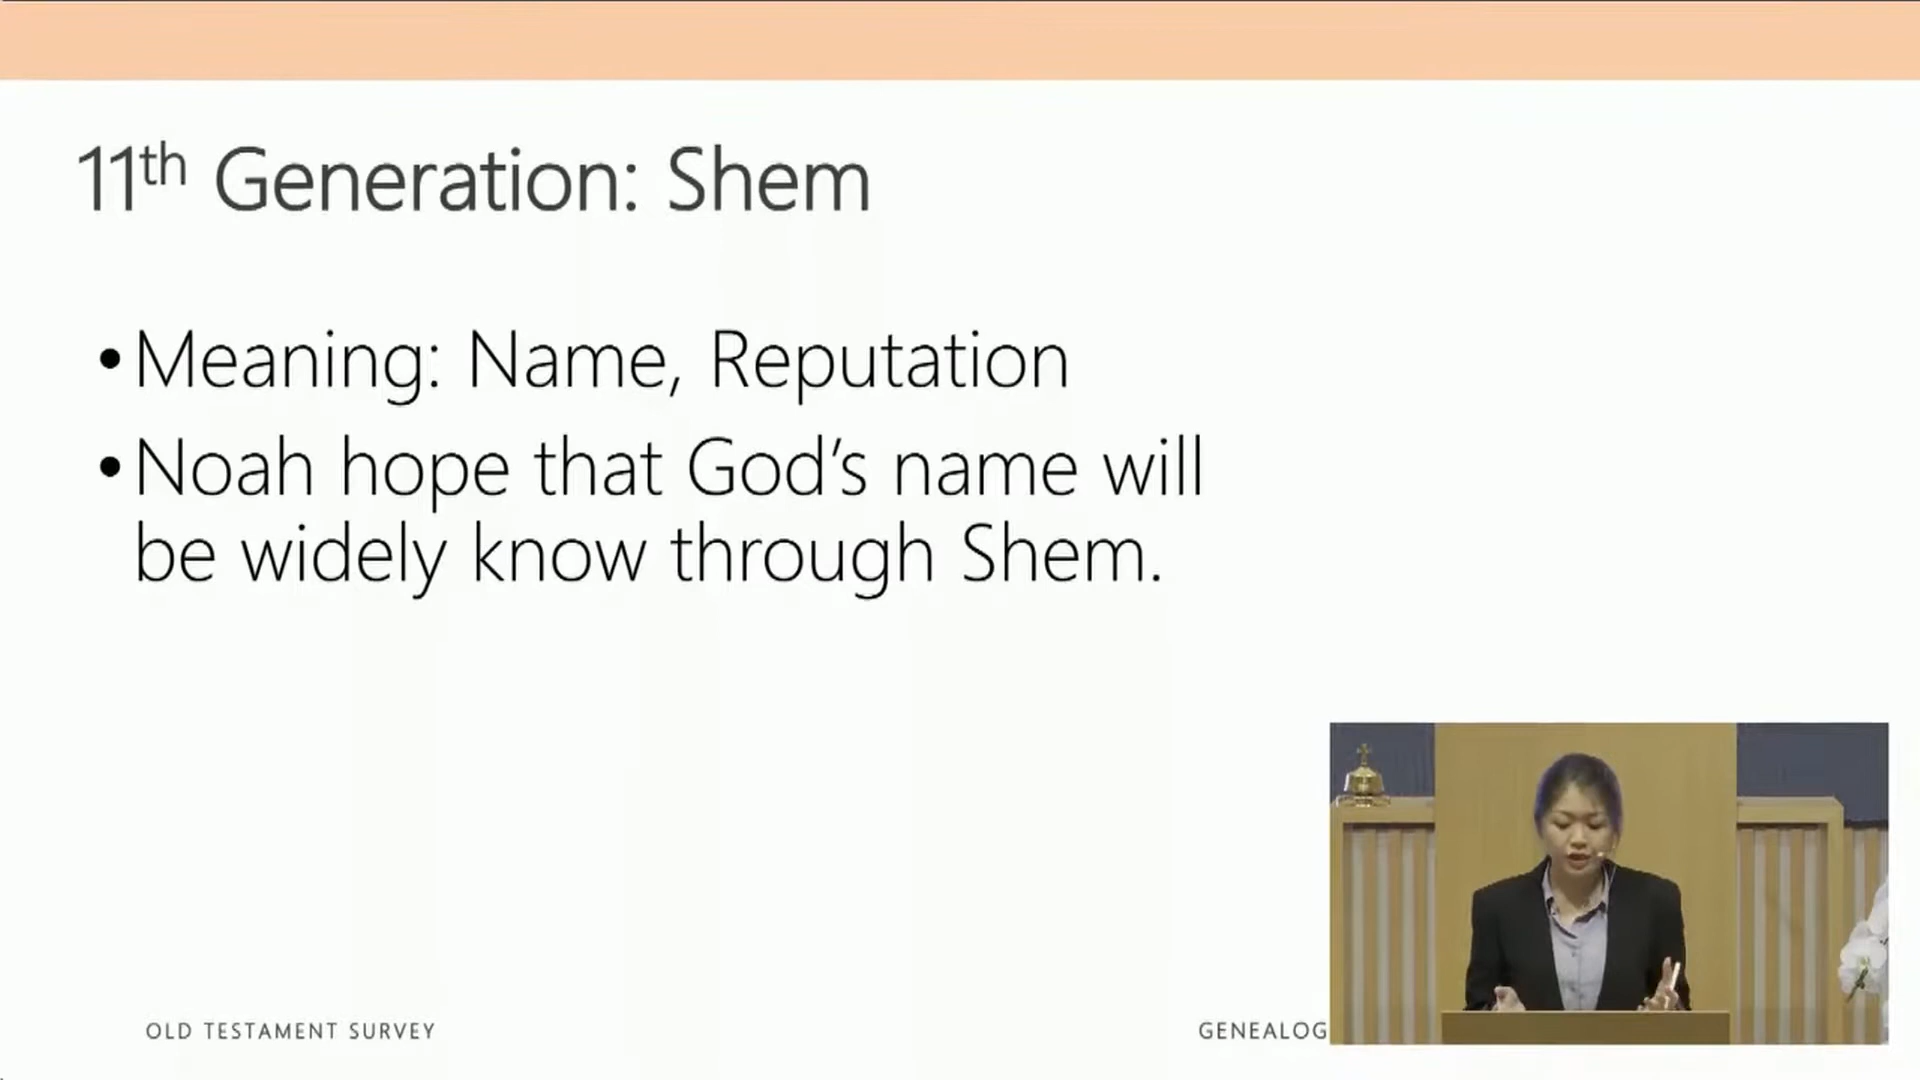 11th Generation: Shem
•Meaning: Name, Reputation
•Noah hope that God's name will
be widely know through Shem.
OLD TESTAMENT SURVEY
GENEALOG